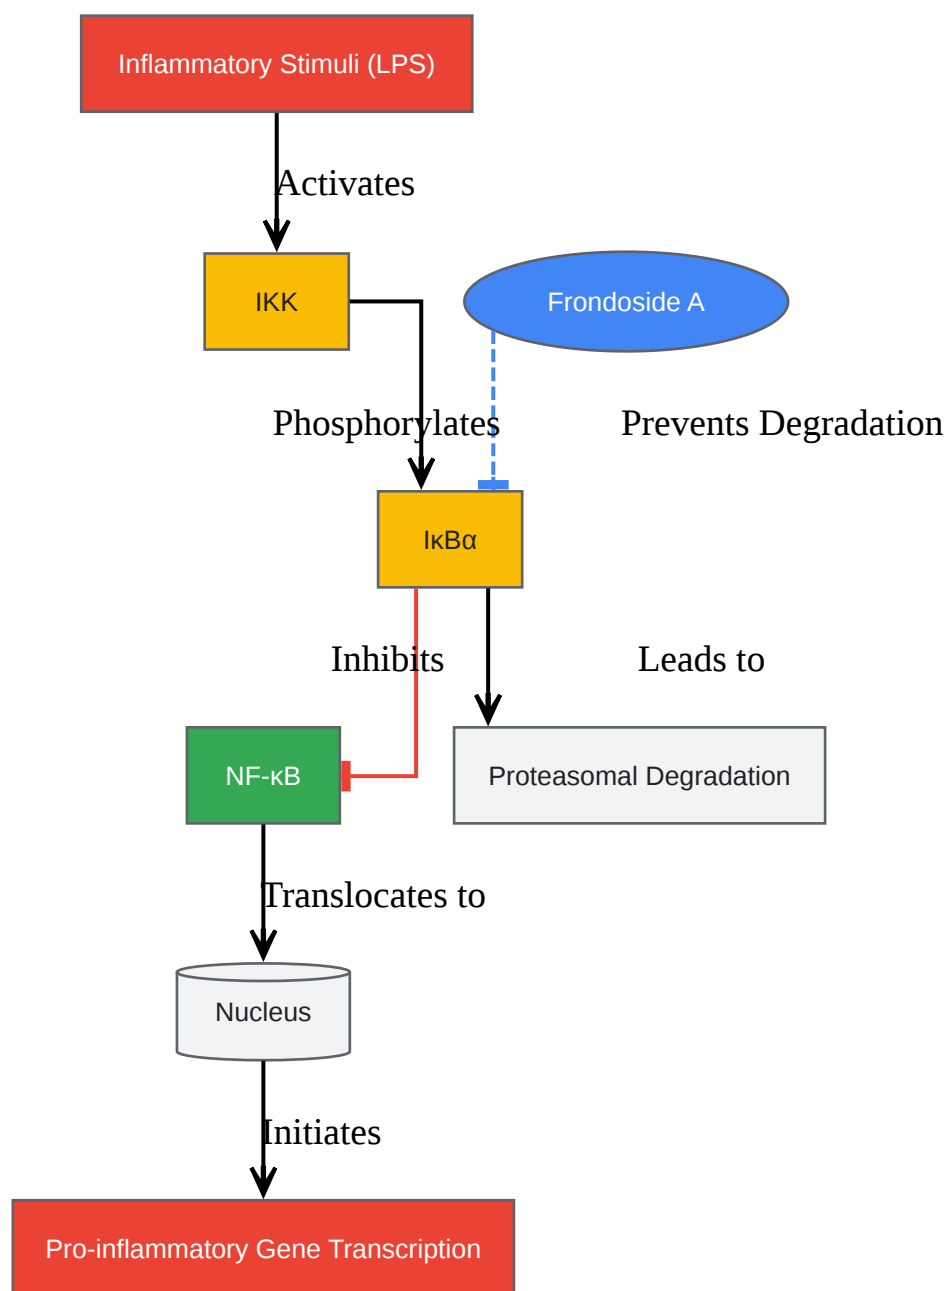 Inflammatory Stimuli (LPS)
Activates
IKK
Frondoside A
Phosphorylates
Prevents Degradation
IκBα
Inhibits
Leads to
NF-κB
Proteasomal Degradation
Translocates to
Nucleus
Initiates
Pro-inflammatory Gene Transcription